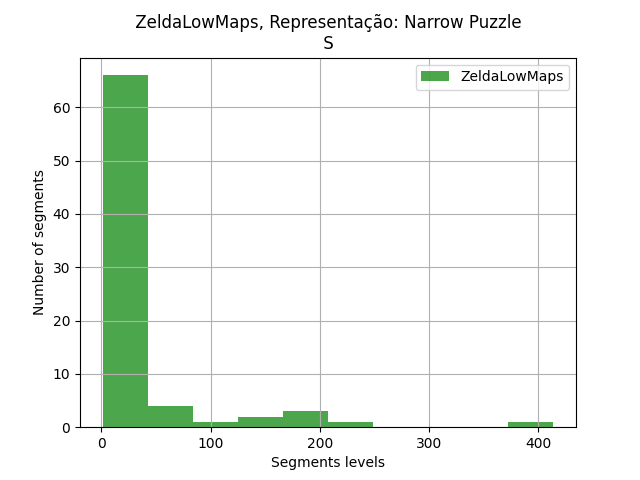 ZeldaLowMaps, Representação: Narrow Puzzle
S
ZeldaLowMaps
60
50
40
30
20
10
0
Number of segments
0 100 200 300 400
Segments levels